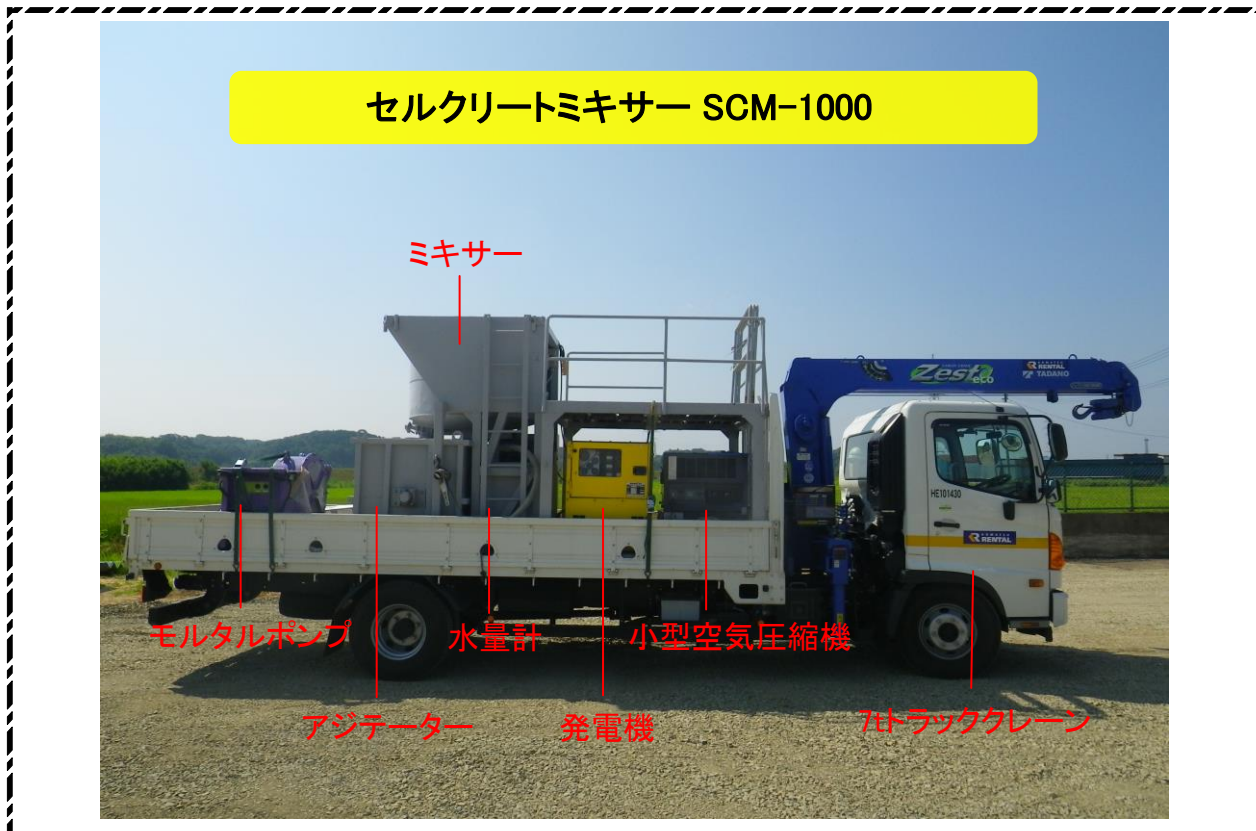 セルクリートミキサー SCM-1000
ミキサー
Zest eco
RENTAL
TADANO
HE101430
RENTAL
モルタルポンプ
水量計
小型空気圧縮機
アジテーター
発電機
7tトラッククレーン